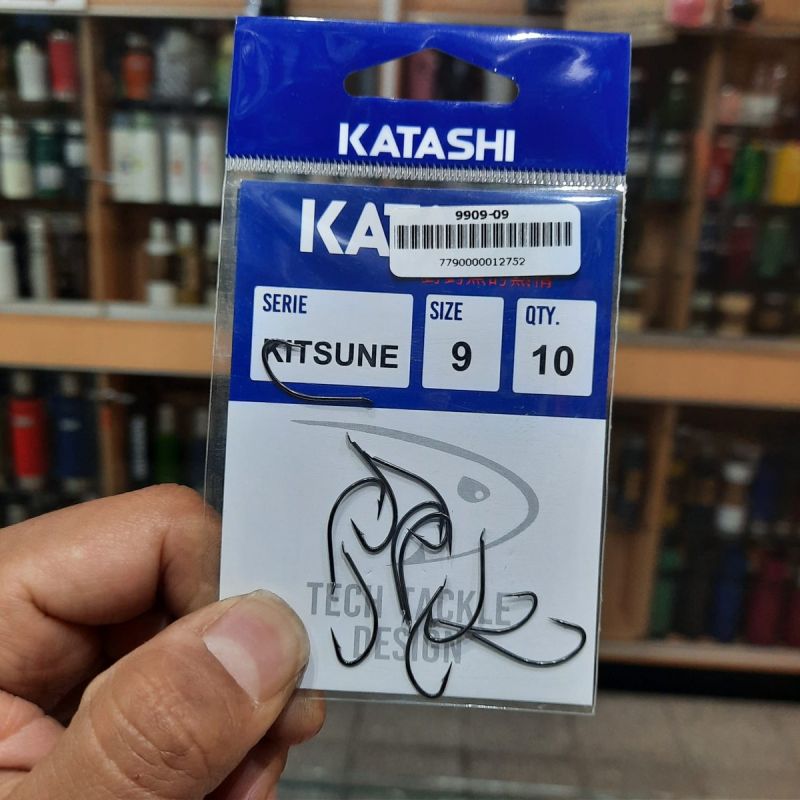 KATASHI
KAT
9909-09
7790000012752
SERIE
KITSUNE
SIZE
9
QTY.
10
TECH TACKLE
DESIGN